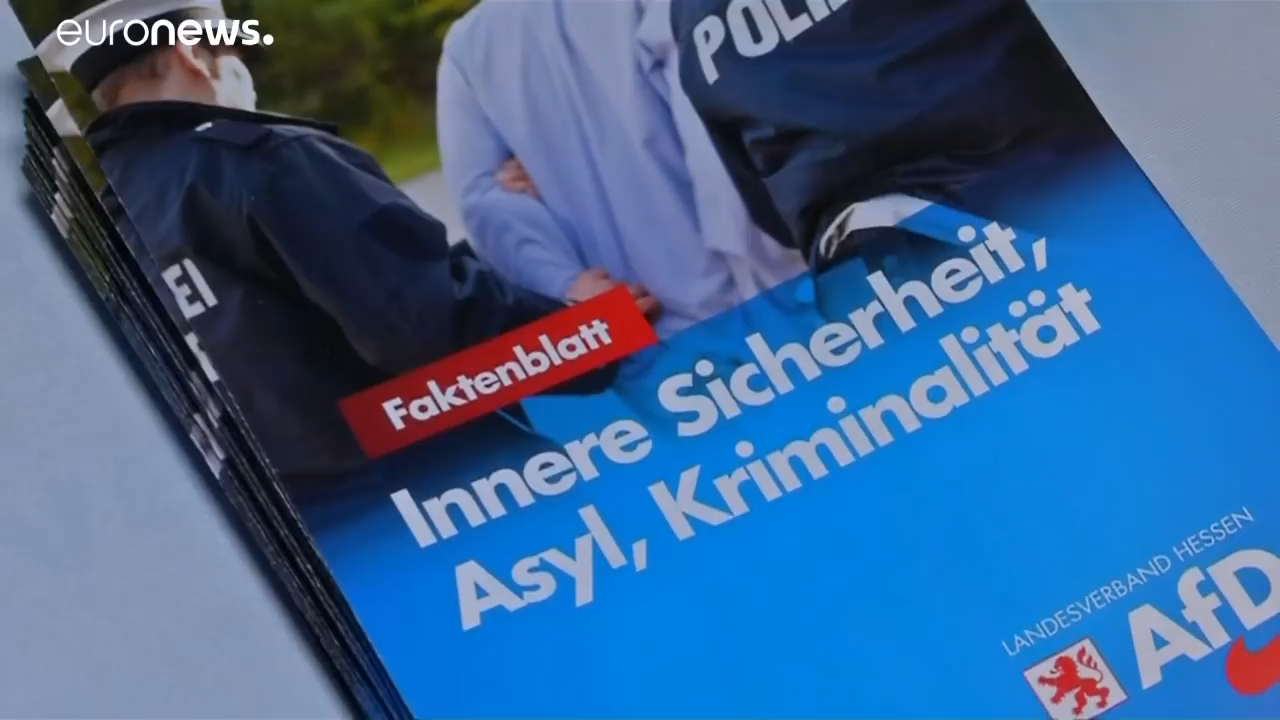 euronews.
POLI
EI
Faktenblatt
Innere Sicherheit,
Asyl, Kriminalität
LANDESVERBAND HESSEN
AfD